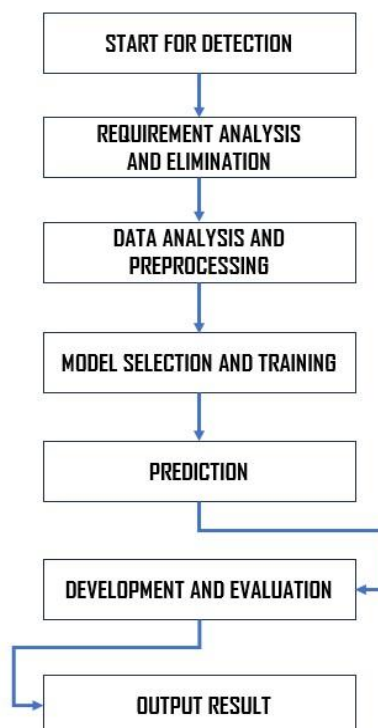 START FOR DETECTION
REQUIREMENT ANALYSIS
AND ELIMINATION
DATA ANALYSIS AND
PREPROCESSING
MODEL SELECTION AND TRAINING
PREDICTION
DEVELOPMENT AND EVALUATION
OUTPUT RESULT